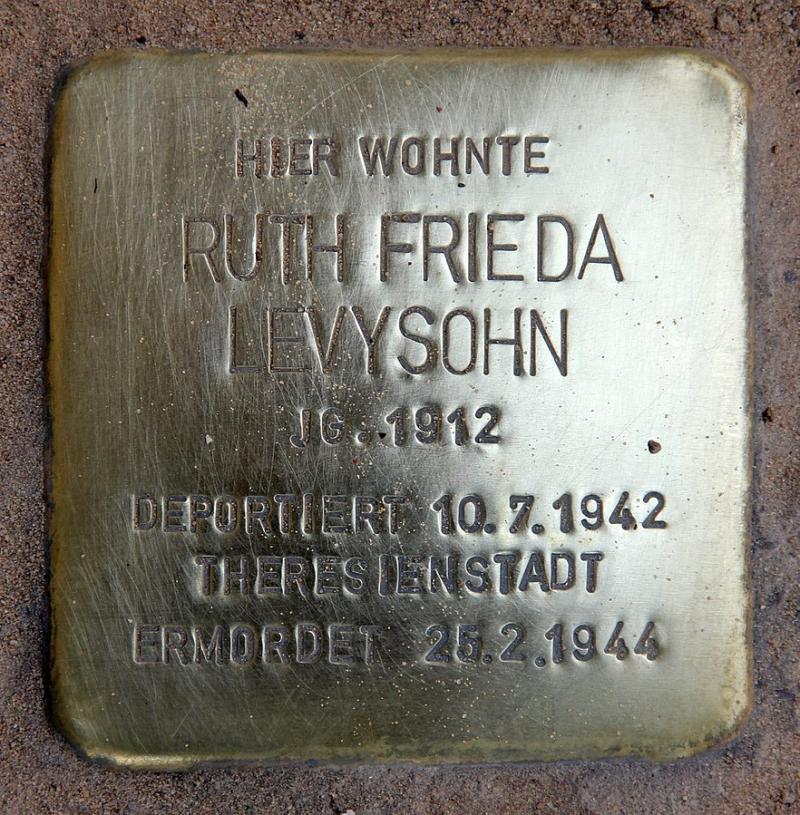 HIER WOHNTE
RUTH FRIEDA
LEVYSOHN
JG. 1912
DEPORTIERT 10.7.1942
THERESIENSTADT
ERMORDET 25.2.1944